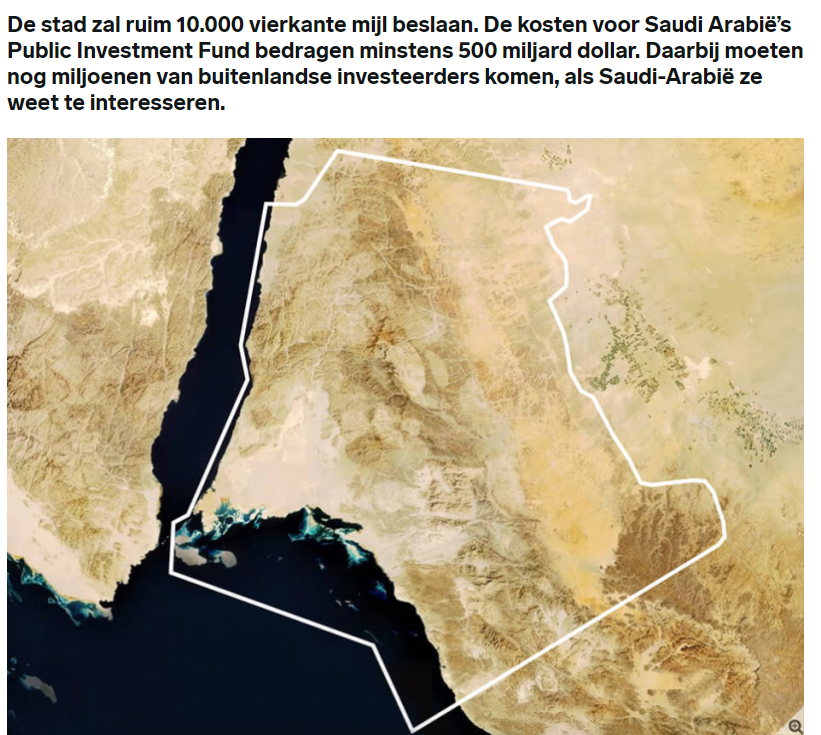 De stad zal ruim 10.000 vierkante mijl beslaan. De kosten voor Saudi Arabië’s
Public Investment Fund bedragen minstens 500 miljard dollar. Daarbij moeten
nog miljoenen van buitenlandse investeerders komen, als Saudi-Arabië ze
weet te interesseren.